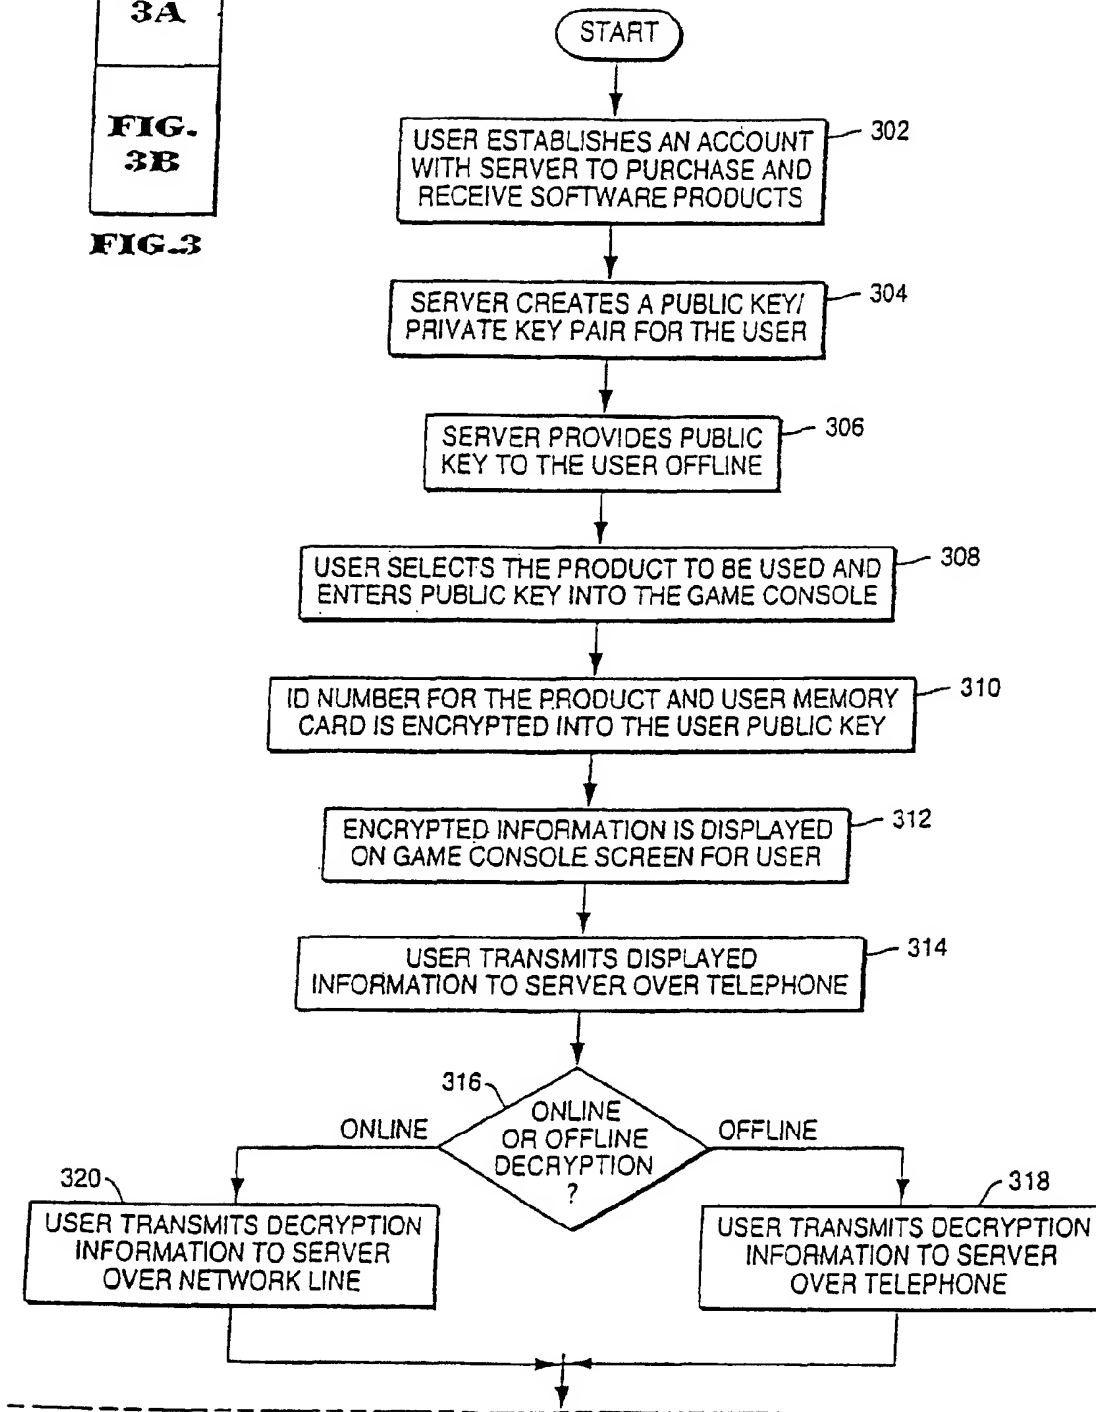 3A
FIG.
3B
FIG.3
START
302
USER ESTABLISHES AN ACCOUNT
WITH SERVER TO PURCHASE AND
RECEIVE SOFTWARE PRODUCTS
304
SERVER CREATES A PUBLIC KEY/
PRIVATE KEY PAIR FOR THE USER
306
SERVER PROVIDES PUBLIC
KEY TO THE USER OFFLINE
308
USER SELECTS THE PRODUCT TO BE USED AND
ENTERS PUBLIC KEY INTO THE GAME CONSOLE
310
ID NUMBER FOR THE PRODUCT AND USER MEMORY
CARD IS ENCRYPTED INTO THE USER PUBLIC KEY
312
ENCRYPTED INFORMATION IS DISPLAYED
ON GAME CONSOLE SCREEN FOR USER
314
USER TRANSMITS DISPLAYED
INFORMATION TO SERVER OVER TELEPHONE
316
ONLINE
OR OFFLINE
DECRYPTION
?
ONLINE
OFFLINE
320
USER TRANSMITS DECRYPTION
INFORMATION TO SERVER
OVER NETWORK LINE
318
USER TRANSMITS DECRYPTION
INFORMATION TO SERVER
OVER TELEPHONE